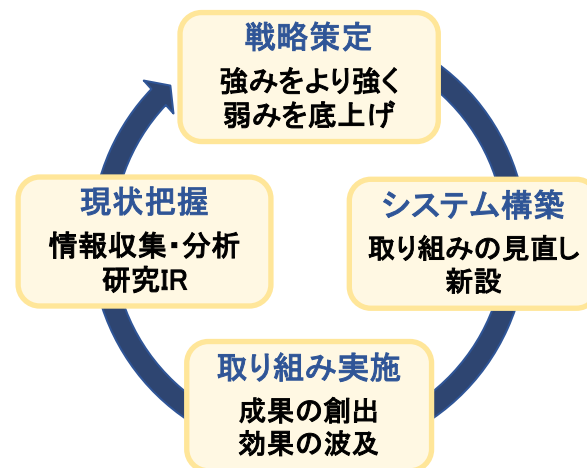 戦略策定
強みをより強く
弱みを底上げ
システム構築
取り組みの見直し
新設
取り組み実施
成果の創出
効果の波及
現状把握
情報収集・分析
研究IR